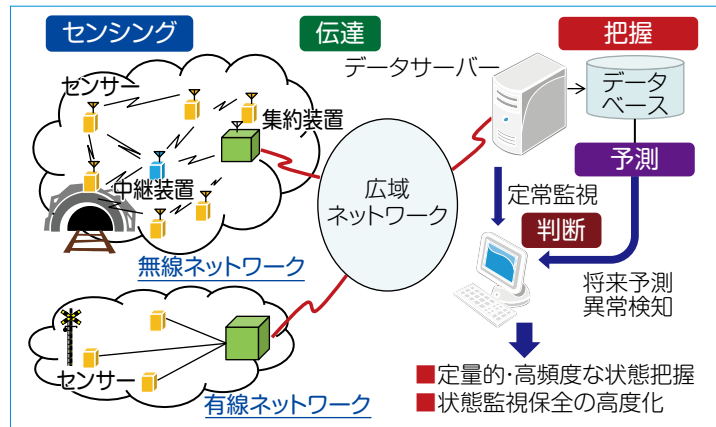 センシング
伝達
把握
センサー
データサーバー
データ
ベース
集約装置
中継装置
広域
ネットワーク
予測
定常監視
判断
無線ネットワーク
将来予測
異常検知
センサー
有線ネットワーク
■定量的・高頻度な状態把握
■状態監視保全の高度化